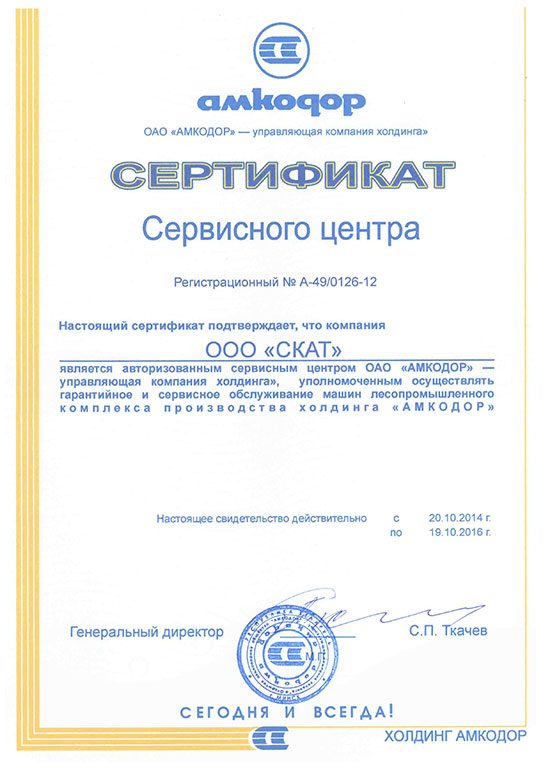 амкодор
ОАО «АМКОДОР» — управляющая компания холдинга»
СЕРТИФИКАТ
Сервисного центра
Регистрационный № А-49/0126-12
Настоящий сертификат подтверждает, что компания
ООО «СКАТ»
является авторизованным сервисным центром ОАО «АМКОДОР» —
управляющая компания холдинга», уполномоченным осуществлять
гарантийное и сервисное обслуживание машин лесопромышленного
комплекса производства холдинга «АМКОДОР»
Настоящее свидетельство действительно с 20.10.2014 г.
по 19.10.2016 г.
Генеральный директор С.П. Ткачев
М.П.
СЕГОДНЯ И ВСЕГДА!
ХОЛДИНГ АМКОДОР